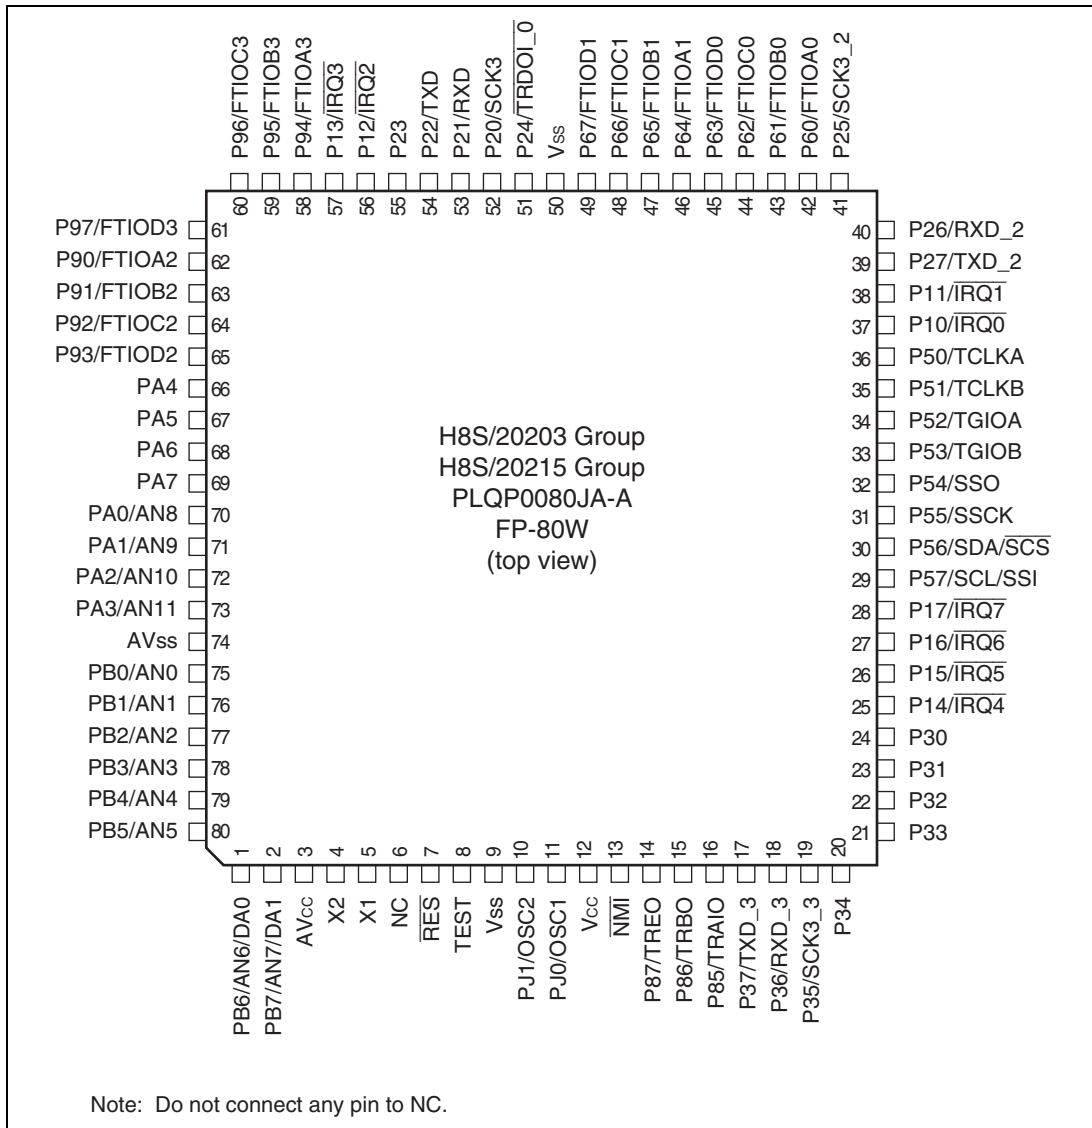 P96/FTIOC3
P95/FTIOB3
P94/FTIOA3
P13/IRQ3
P12/IRQ2
P23
P22/TXD
P21/RXD
P20/SCK3
P24/TRDOI_0
Vss
P67/FTIOD1
P66/FTIOC1
P65/FTIOB1
P64/FTIOA1
P63/FTIOD0
P62/FTIOC0
P61/FTIOB0
P60/FTIOA0
P25/SCK3_2
60
59
58
57
56
55
54
53
52
51
50
49
48
47
46
45
44
43
42
41
P97/FTIOD3 61
P90/FTIOA2 62
P91/FTIOB2 63
P92/FTIOC2 64
P93/FTIOD2 65
PA4 66
PA5 67
PA6 68
PA7 69
PA0/AN8 70
PA1/AN9 71
PA2/AN10 72
PA3/AN11 73
AVss 74
PB0/AN0 75
PB1/AN1 76
PB2/AN2 77
PB3/AN3 78
PB4/AN4 79
PB5/AN5 80
H8S/20203 Group
H8S/20215 Group
PLQP0080JA-A
FP-80W
(top view)
40 P26/RXD_2
39 P27/TXD_2
38 P11/IRQ1
37 P10/IRQ0
36 P50/TCLKA
35 P51/TCLKB
34 P52/TGIOA
33 P53/TGIOB
32 P54/SSO
31 P55/SSCK
30 P56/SDA/SCS
29 P57/SCL/SSI
28 P17/IRQ7
27 P16/IRQ6
26 P15/IRQ5
25 P14/IRQ4
24 P30
23 P31
22 P32
21 P33
1
2
3
4
5
6
7
8
9
10
11
12
13
14
15
16
17
18
19
20
PB6/AN6/DA0
PB7/AN7/DA1
AVcc
X2
X1
NC
RES
TEST
Vss
PJ1/OSC2
PJ0/OSC1
Vcc
NMI
P87/TREO
P86/TRBO
P85/TRAIO
P37/TXD_3
P36/RXD_3
P35/SCK3_3
P34
Note: Do not connect any pin to NC.